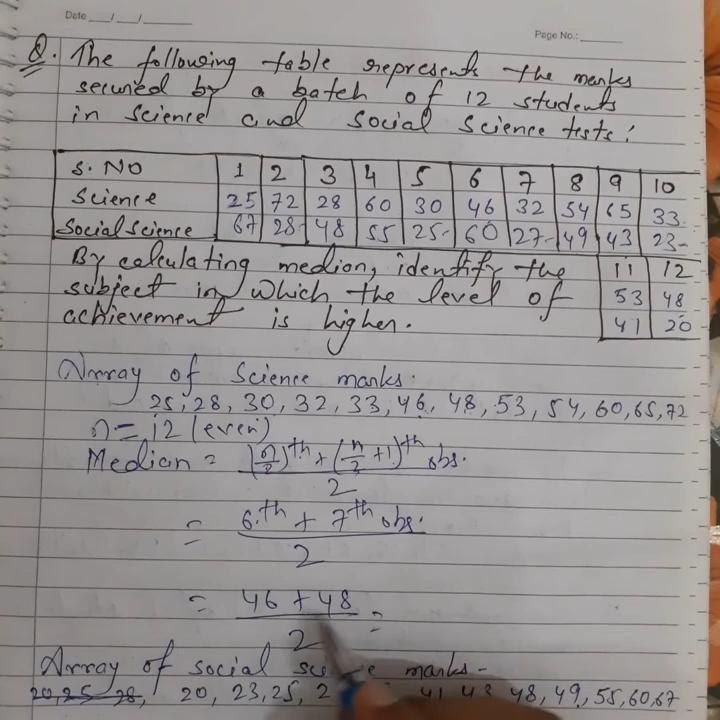 Date ___/___/___
Page No.:
Q. The following table represents the marks
secured by a batch of 12 students
in Science and Social Science tests:
S. NO 1 2 3 4 5 6 7 8 9 10
Science 25 72 28 60 30 46 32 54 65 33
Social science 67 28 48 55 25 60 27 49 43 23
By calculating median, identify the 11 12
subject in which the level of 53 48
achievement is higher. 41 20
Array of Science marks.
25, 28, 30, 32, 33, 46, 48, 53, 54, 60, 65, 72
n = 12 (even)
Median = (n/2)th + (n/2 + 1)th obs.
2
= 6th + 7th obs.
2
= 46 + 48 =
2
Array of social marks -
20, 25, 28, 20, 23, 25, 2 41 43 48, 49, 55, 60, 67